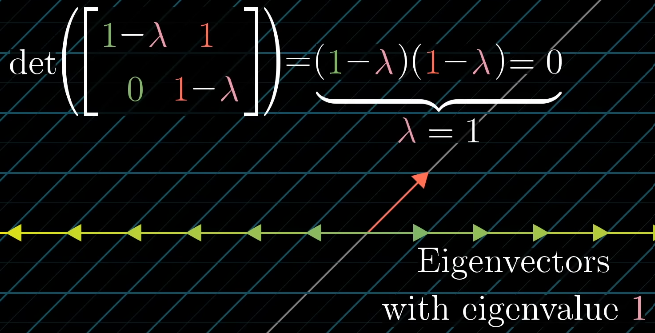 det([1−λ 1
0 1−λ])=(1−λ)(1−λ)= 0
λ = 1
Eigenvectors
with eigenvalue 1